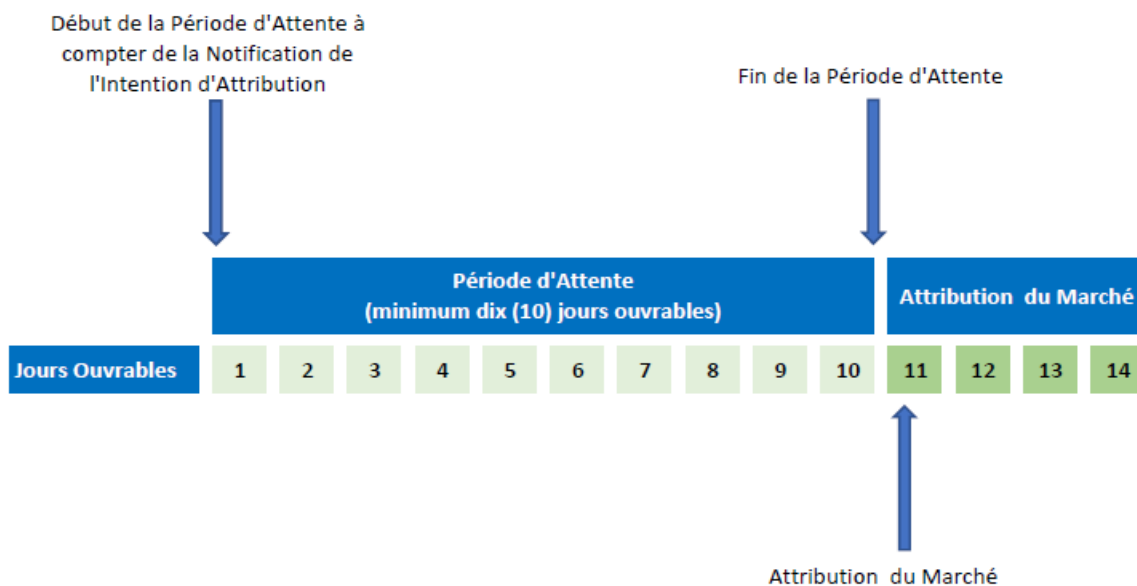 Début de la Période d'Attente à
compter de la Notification de
l'Intention d'Attribution
Fin de la Période d'Attente
Période d'Attente
(minimum dix (10) jours ouvrables)
Attribution du Marché
Jours Ouvrables 1 2 3 4 5 6 7 8 9 10 11 12 13 14
Attribution du Marché